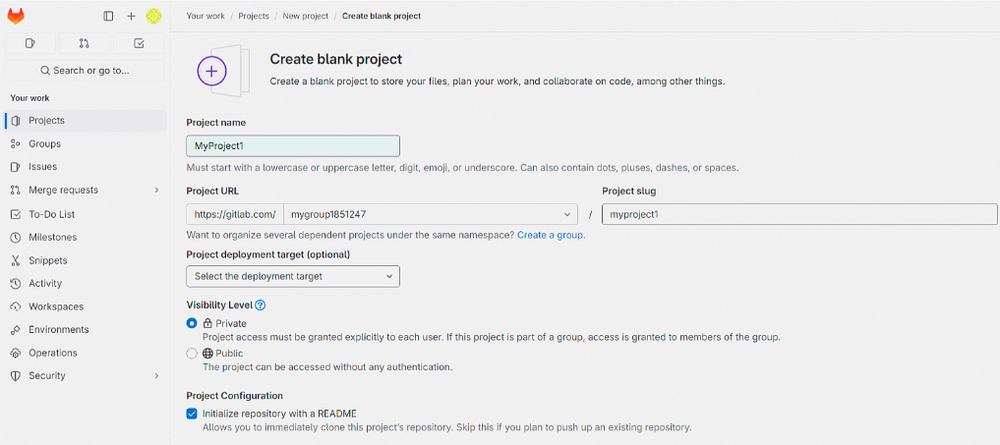 Your work / Projects / New project / Create blank project
Search or go to...
Your work
Projects
Groups
Issues
Merge requests
To-Do List
Milestones
Snippets
Activity
Workspaces
Environments
Operations
Security
Create blank project
Create a blank project to store your files, plan your work, and collaborate on code, among other things.
Project name
MyProject1
Must start with a lowercase or uppercase letter, digit, emoji, or underscore. Can also contain dots, pluses, dashes, or spaces.
Project URL
https://gitlab.com/ mygroup1851247 /
Project slug
myproject1
Want to organize several dependent projects under the same namespace? Create a group.
Project deployment target (optional)
Select the deployment target
Visibility Level
Private
Project access must be granted explicitly to each user. If this project is part of a group, access is granted to members of the group.
Public
The project can be accessed without any authentication.
Project Configuration
Initialize repository with a README
Allows you to immediately clone this project's repository. Skip this if you plan to push up an existing repository.